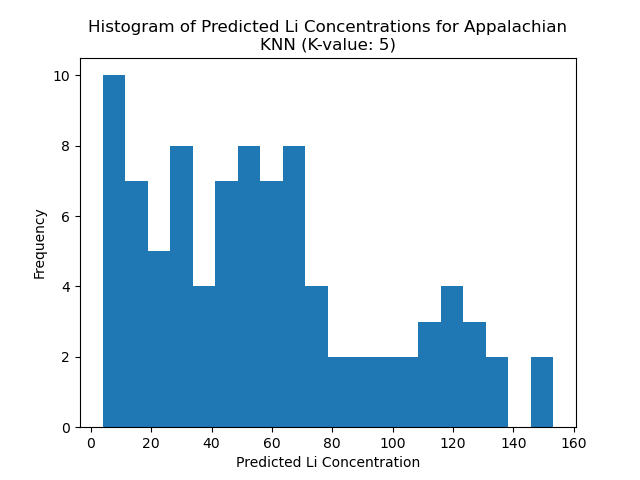 Histogram of Predicted Li Concentrations for Appalachian
KNN (K-value: 5)
10
8
6
4
2
0
Frequency
0 20 40 60 80 100 120 140 160
Predicted Li Concentration